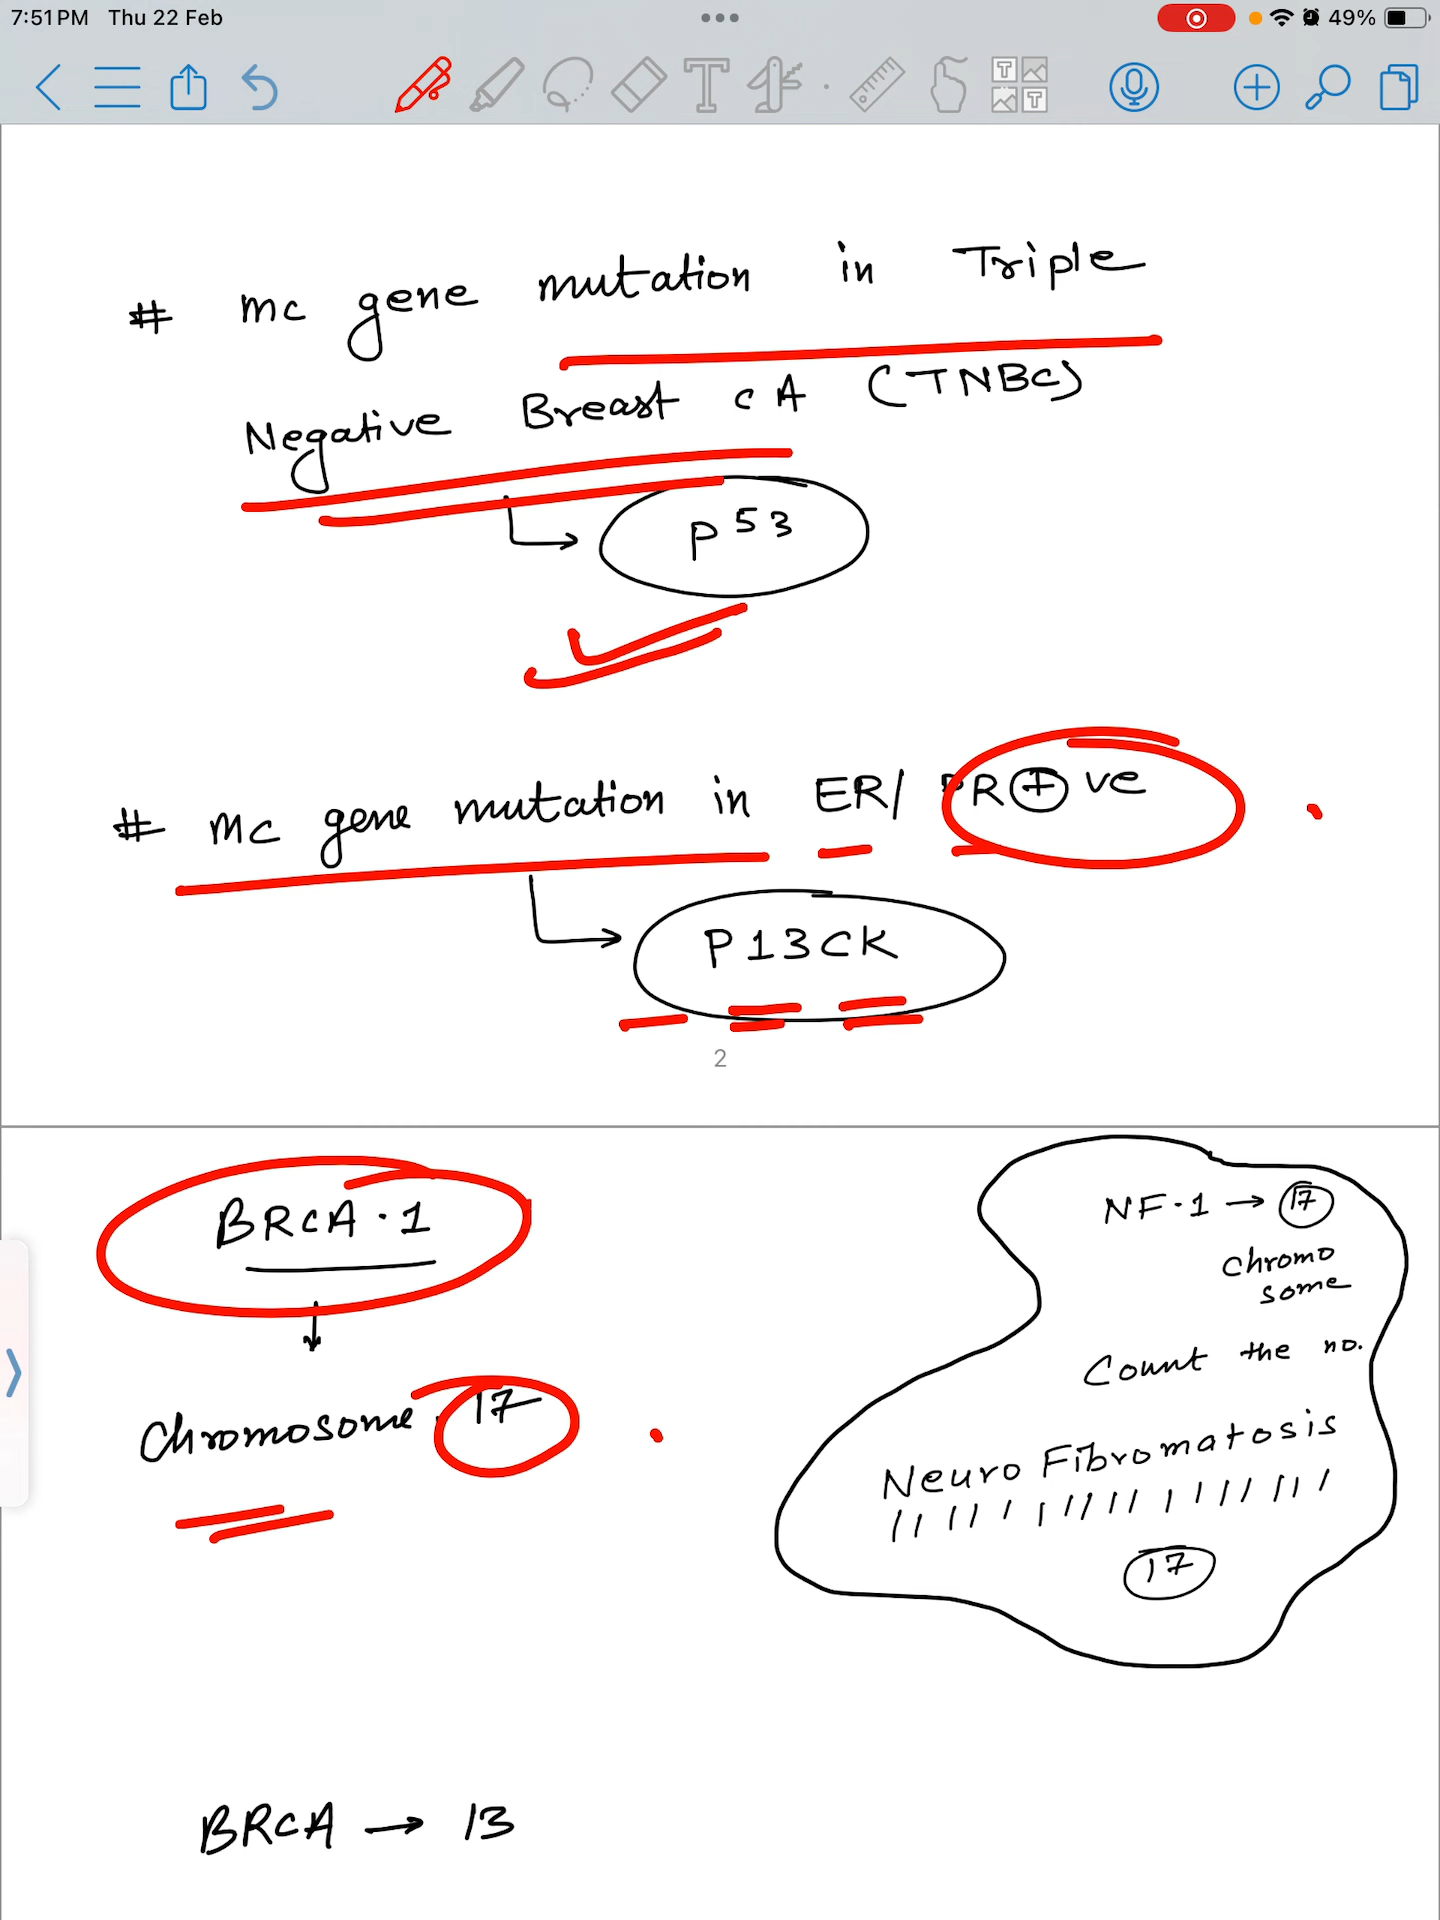 7:51 PM Thu 22 Feb
49%
# mc gene mutation in Triple
Negative Breast CA (TNBC)
P53
# mc gene mutation in ER/ PR + ve
P13CK
2
BRCA-1
Chromosome 17
NF-1 → 17
Chromo
some
Count the no.
Neuro Fibromatosis
17
BRCA → 13